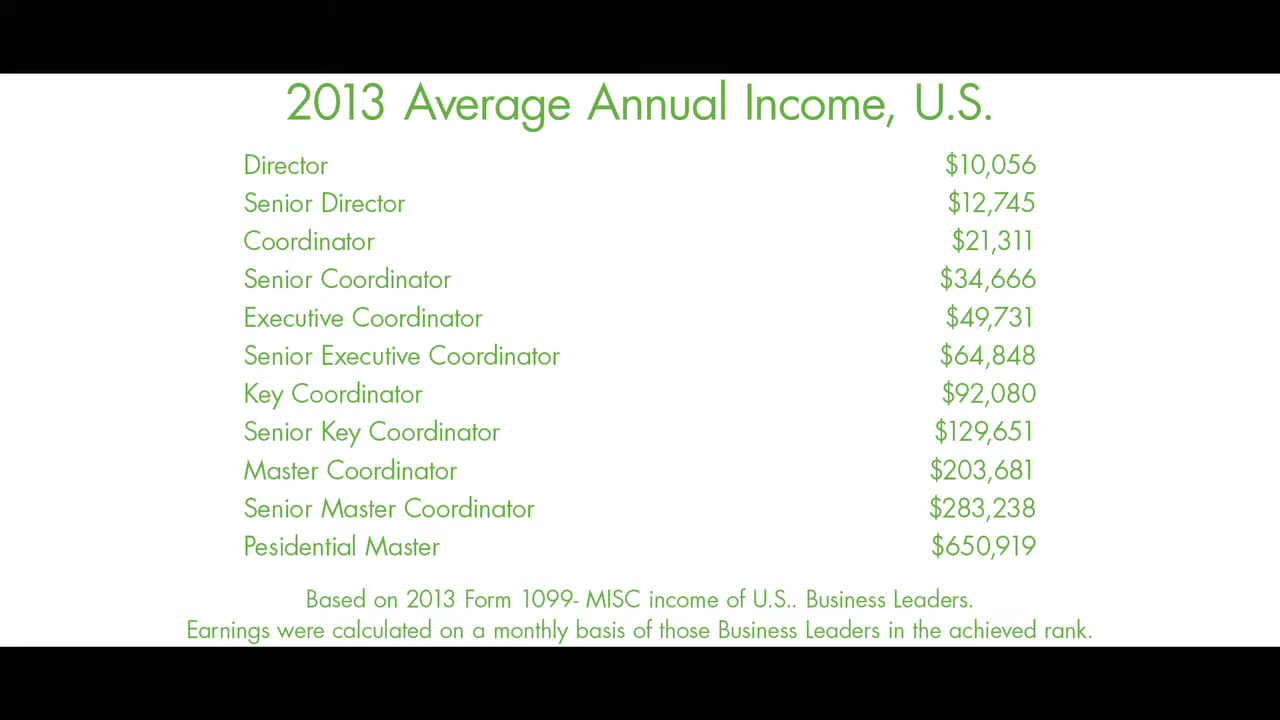 2013 Average Annual Income, U.S.
Director $10,056
Senior Director $12,745
Coordinator $21,311
Senior Coordinator $34,666
Executive Coordinator $49,731
Senior Executive Coordinator $64,848
Key Coordinator $92,080
Senior Key Coordinator $129,651
Master Coordinator $203,681
Senior Master Coordinator $283,238
Pesidential Master $650,919
Based on 2013 Form 1099- MISC income of U.S.. Business Leaders.
Earnings were calculated on a monthly basis of those Business Leaders in the achieved rank.